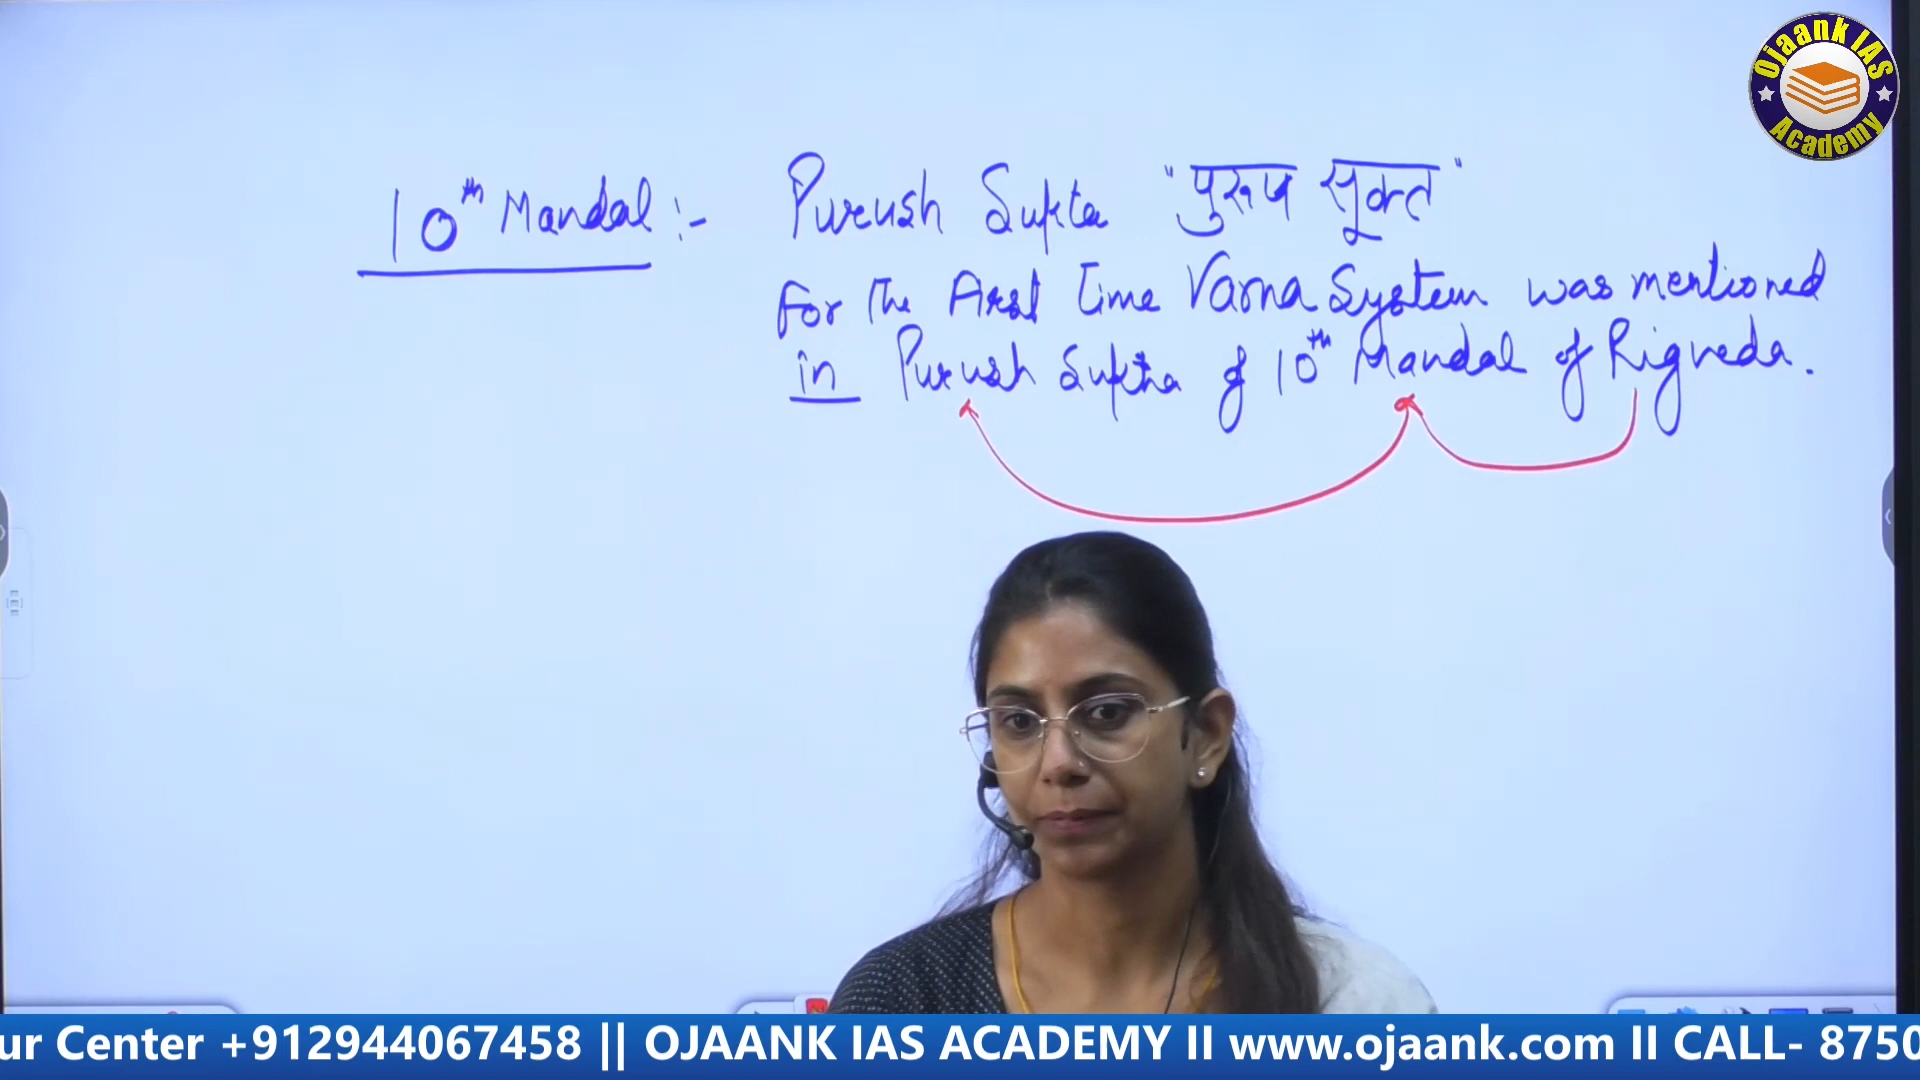 Ojaank IAS
Academy
10th Mandal :- Purush Sukta "पुरूष सूक्त"
For The First Time Varna System was mentioned
in Purush Suktha of 10th Mandal of Rigveda.
ur Center +912944067458 || OJAANK IAS ACADEMY II www.ojaank.com II CALL- 8750